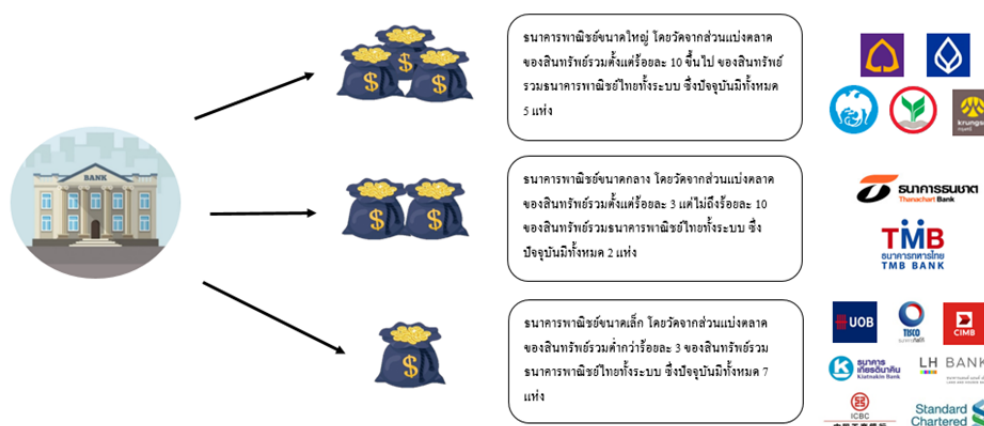 BANK
ธนาคารพาณิชย์ขนาดใหญ่ โดยวัดจากส่วนแบ่งตลาด
ของสินทรัพย์รวมตั้งแต่ร้อยละ 10 ขึ้นไป ของสินทรัพย์
รวมธนาคารพาณิชย์ไทยทั้งระบบ ซึ่งปัจจุบันมีทั้งหมด
5 แห่ง
krungsri
กรุงศรี
ธนาคารพาณิชย์ขนาดกลาง โดยวัดจากส่วนแบ่งตลาด
ของสินทรัพย์รวมตั้งแต่ร้อยละ 3 แต่ไม่ถึงร้อยละ 10
ของสินทรัพย์รวมธนาคารพาณิชย์ไทยทั้งระบบ ซึ่ง
ปัจจุบันมีทั้งหมด 2 แห่ง
ธนาคารธนชาต
Thanachart Bank
TMB
ธนาคารทหารไทย
TMB BANK
ธนาคารพาณิชย์ขนาดเล็ก โดยวัดจากส่วนแบ่งตลาด
ของสินทรัพย์รวมต่ำกว่าร้อยละ 3 ของสินทรัพย์รวม
ธนาคารพาณิชย์ไทยทั้งระบบ ซึ่งปัจจุบันมีทั้งหมด 7
แห่ง
UOB
TISCO
CIMB
ธนาคาร
เกียรตินาคิน
Kiatnakin Bank
LH BANK
ICBC
中国工商银行
Standard
Chartered